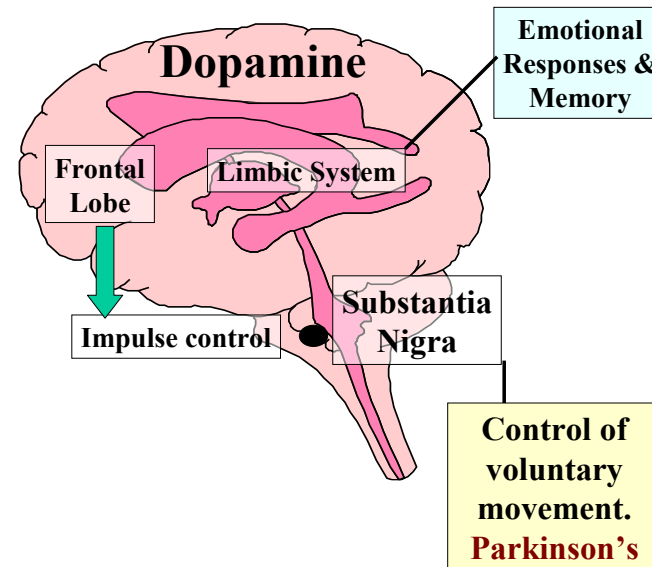 Dopamine
Emotional
Responses &
Memory
Frontal
Lobe
Limbic System
Impulse control
Substantia
Nigra
Control of
voluntary
movement.
Parkinson's